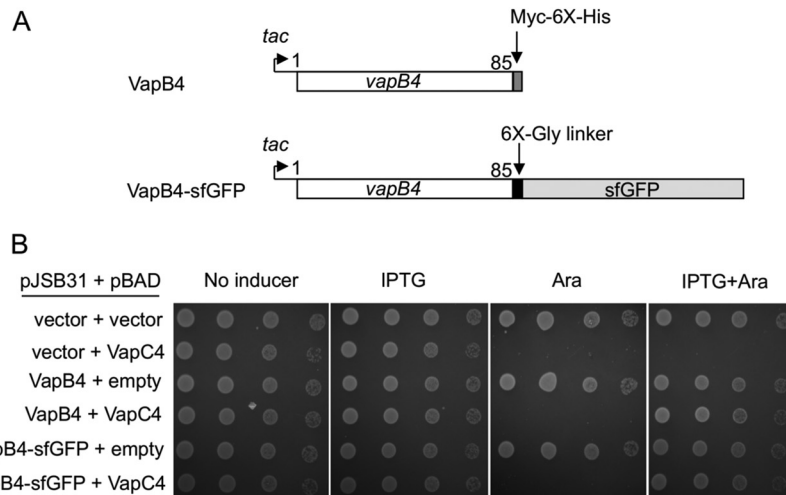 A
Myc-6X-His
tac
1
85
VapB4
vapB4
6X-Gly linker
tac
1
85
VapB4-sfGFP
vapB4
sfGFP
B
pJSB31 + pBAD
No inducer
IPTG
Ara
IPTG+Ara
vector + vector
vector + VapC4
VapB4 + empty
VapB4 + VapC4
pB4-sfGFP + empty
B4-sfGFP + VapC4